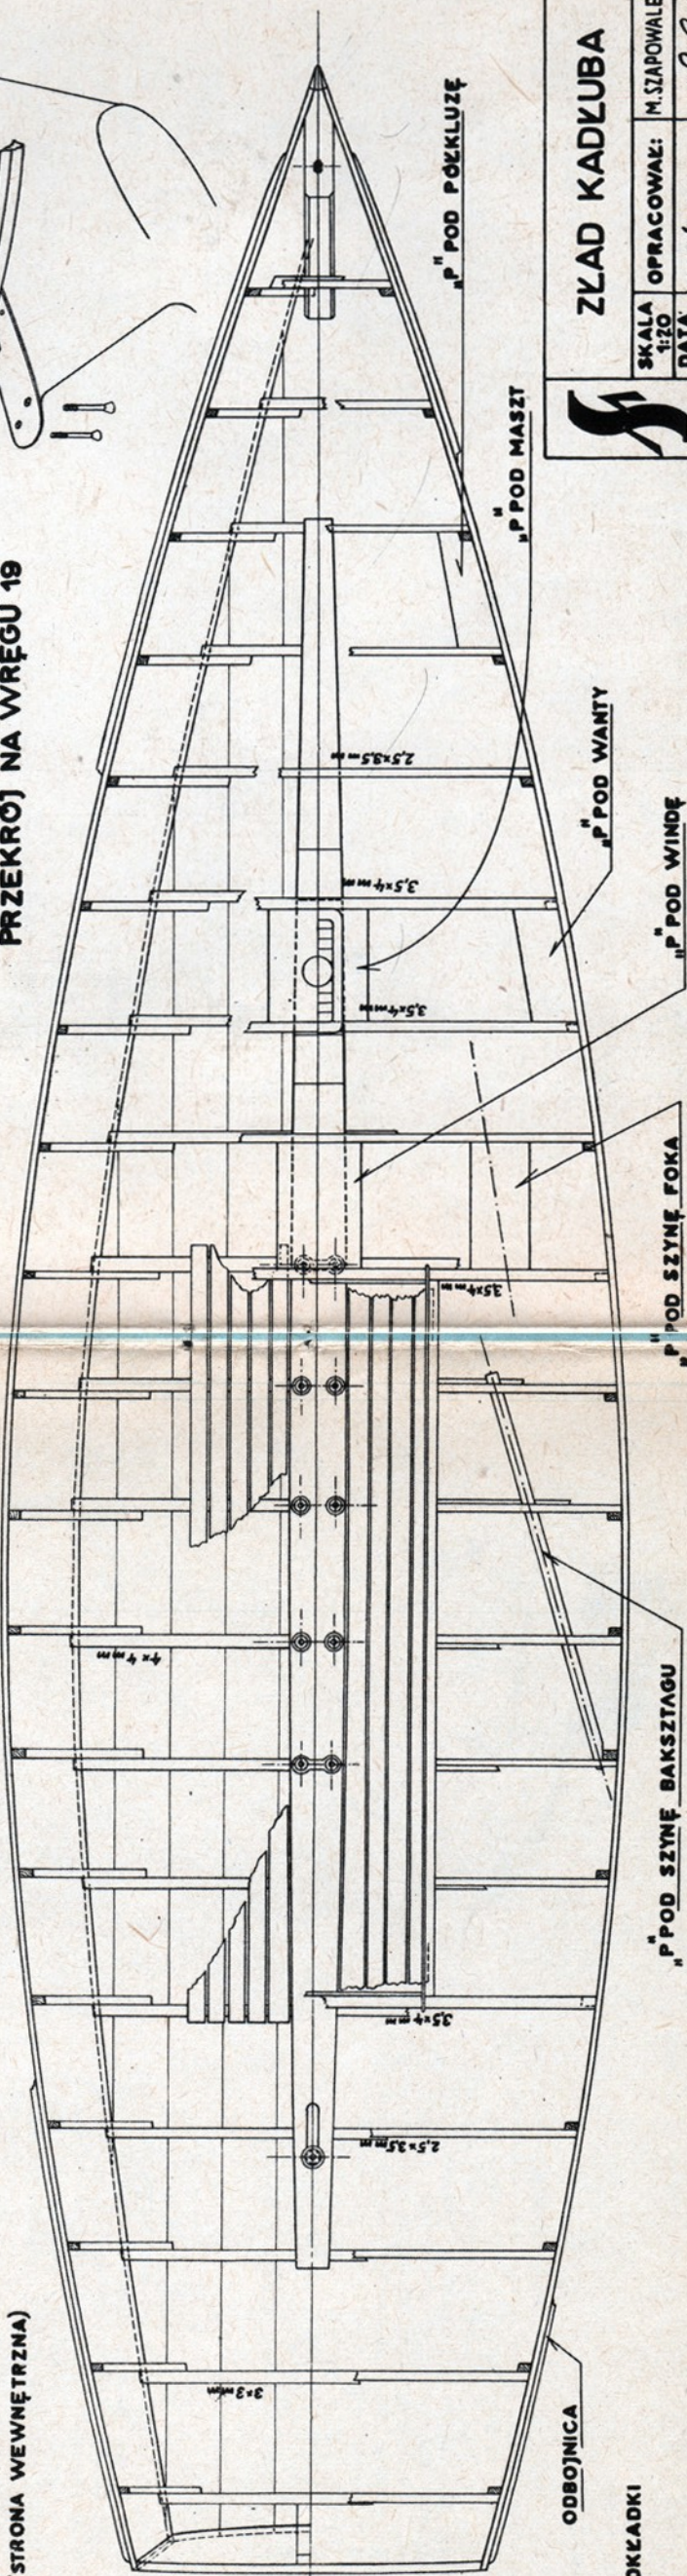 ZŁAD KADŁUBA
SKALA
1:20
OPRACOWAŁ:
M. SZAPOWALE
DATA
„P" POD PÓŁKLUZĘ
„P" POD MASZT
PRZEKRÓJ NA WRĘGU 19
„P" POD WANTY
„P" POD WINDĘ
„P" POD SZYNĘ FOKA
„P" POD SZYNĘ BAKSZTAGU
2,5×3,5 mm
3,5×4 mm
3,5×4 mm
3,5×4 mm
4×4 mm
3,5×4 mm
2,5×3,5 mm
3×3 mm
STRONA WEWNĘTRZNA)
ODBOJNICA
OKŁADKI